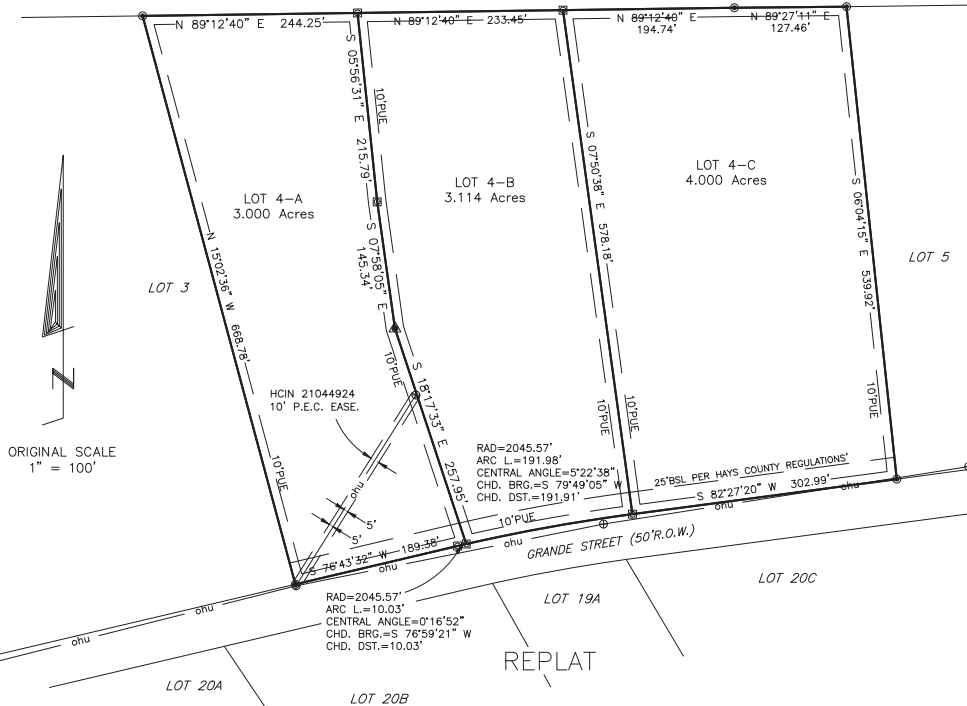 N 89°12'40" E 244.25'
N 89°12'40" E 233.45'
N 89°12'40" E
194.74'
N 89°27'11" E
127.46'
S 05°56'31" E 215.79'
10'PUE
LOT 4-A
3.000 Acres
LOT 4-B
3.114 Acres
LOT 4-C
4.000 Acres
S 07°50'38" E 578.18'
S 06°04'15" E 539.92'
LOT 5
LOT 3
N 15°02'36" W 668.78'
S 07°58'05" E
145.34'
10'PUE
S 18°17'33" E 257.95'
HCIN 21044924
10' P.E.C. EASE.
N
ORIGINAL SCALE
1" = 100'
10'PUE
ohu
5'
5'
RAD=2045.57'
ARC L.=191.98'
CENTRAL ANGLE=5°22'38"
CHD. BRG.=S 79°49'05" W
CHD. DST.=191.91'
10'PUE
10'PUE
10'PUE
25'BSL PER HAYS COUNTY REGULATIONS'
S 82°27'20" W 302.99'
ohu
ohu
10'PUE
S 76°43'32" W 189.38'
ohu
ohu
GRANDE STREET (50'R.O.W.)
ohu
ohu
RAD=2045.57'
ARC L.=10.03'
CENTRAL ANGLE=0°16'52"
CHD. BRG.=S 76°59'21" W
CHD. DST.=10.03'
LOT 19A
LOT 20C
REPLAT
LOT 20A
LOT 20B